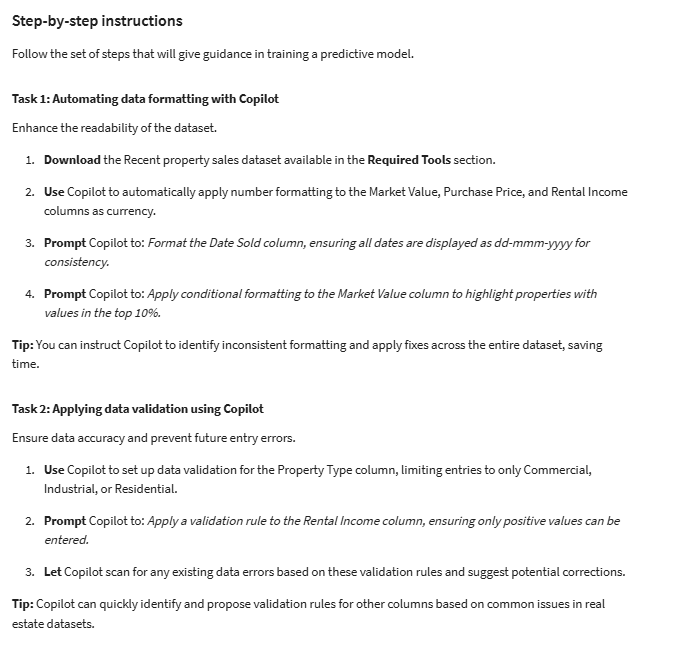 Step-by-step instructions
Follow the set of steps that will give guidance in training a predictive model.
Task 1: Automating data formatting with Copilot
Enhance the readability of the dataset.
1. Download the Recent property sales dataset available in the Required Tools section.
2. Use Copilot to automatically apply number formatting to the Market Value, Purchase Price, and Rental Income
columns as currency.
3. Prompt Copilot to: Format the Date Sold column, ensuring all dates are displayed as dd-mmm-yyyy for
consistency.
4. Prompt Copilot to: Apply conditional formatting to the Market Value column to highlight properties with
values in the top 10%.
Tip: You can instruct Copilot to identify inconsistent formatting and apply fixes across the entire dataset, saving
time.
Task 2: Applying data validation using Copilot
Ensure data accuracy and prevent future entry errors.
1. Use Copilot to set up data validation for the Property Type column, limiting entries to only Commercial,
Industrial, or Residential.
2. Prompt Copilot to: Apply a validation rule to the Rental Income column, ensuring only positive values can be
entered.
3. Let Copilot scan for any existing data errors based on these validation rules and suggest potential corrections.
Tip: Copilot can quickly identify and propose validation rules for other columns based on common issues in real
estate datasets.